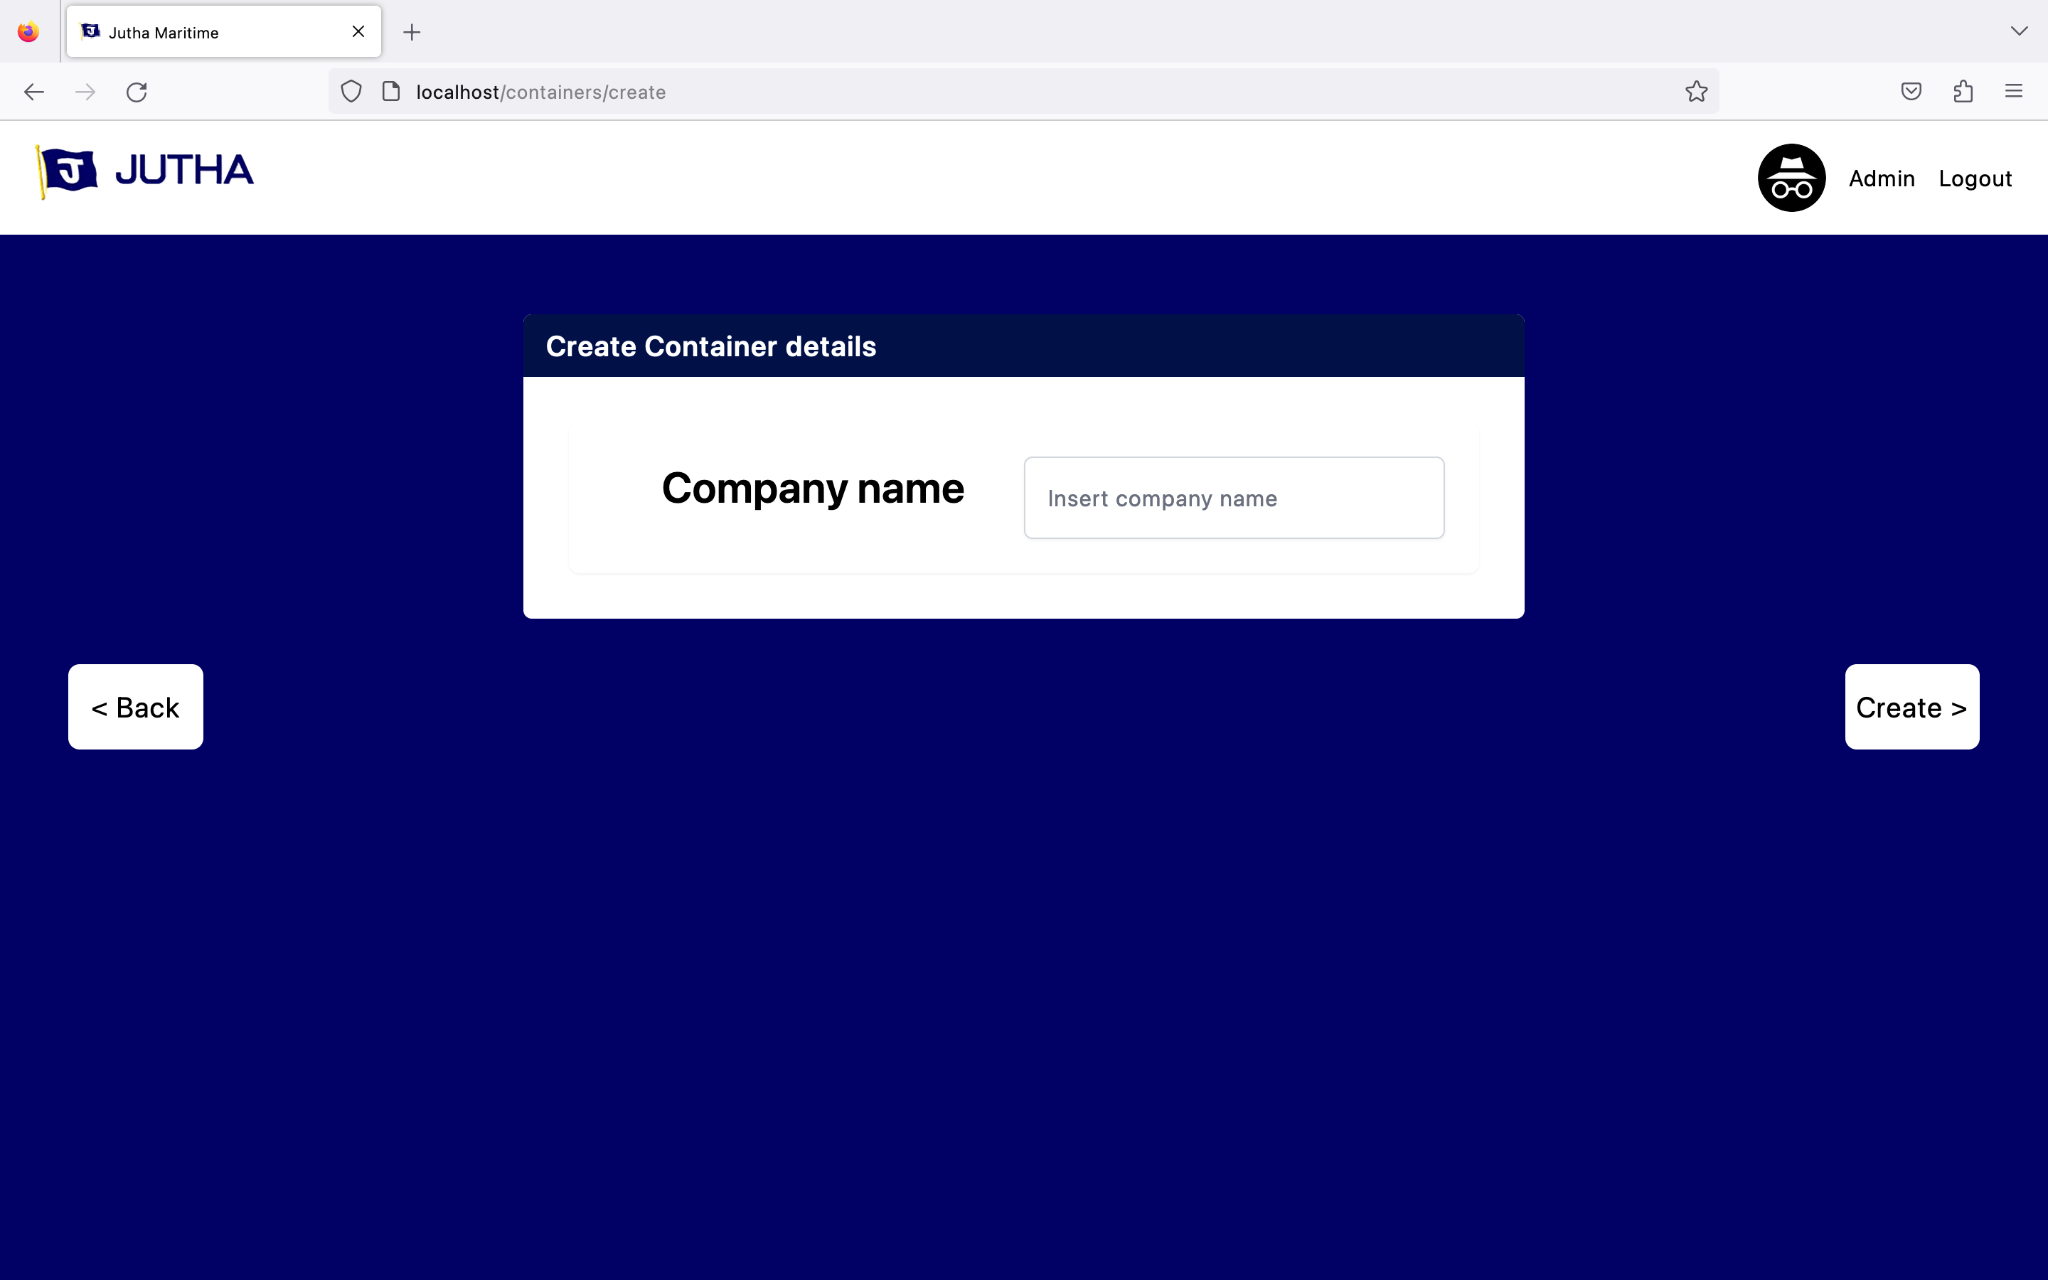 Jutha Maritime
localhost/containers/create
J JUTHA
Admin Logout
Create Container details
Company name
Insert company name
< Back
Create >